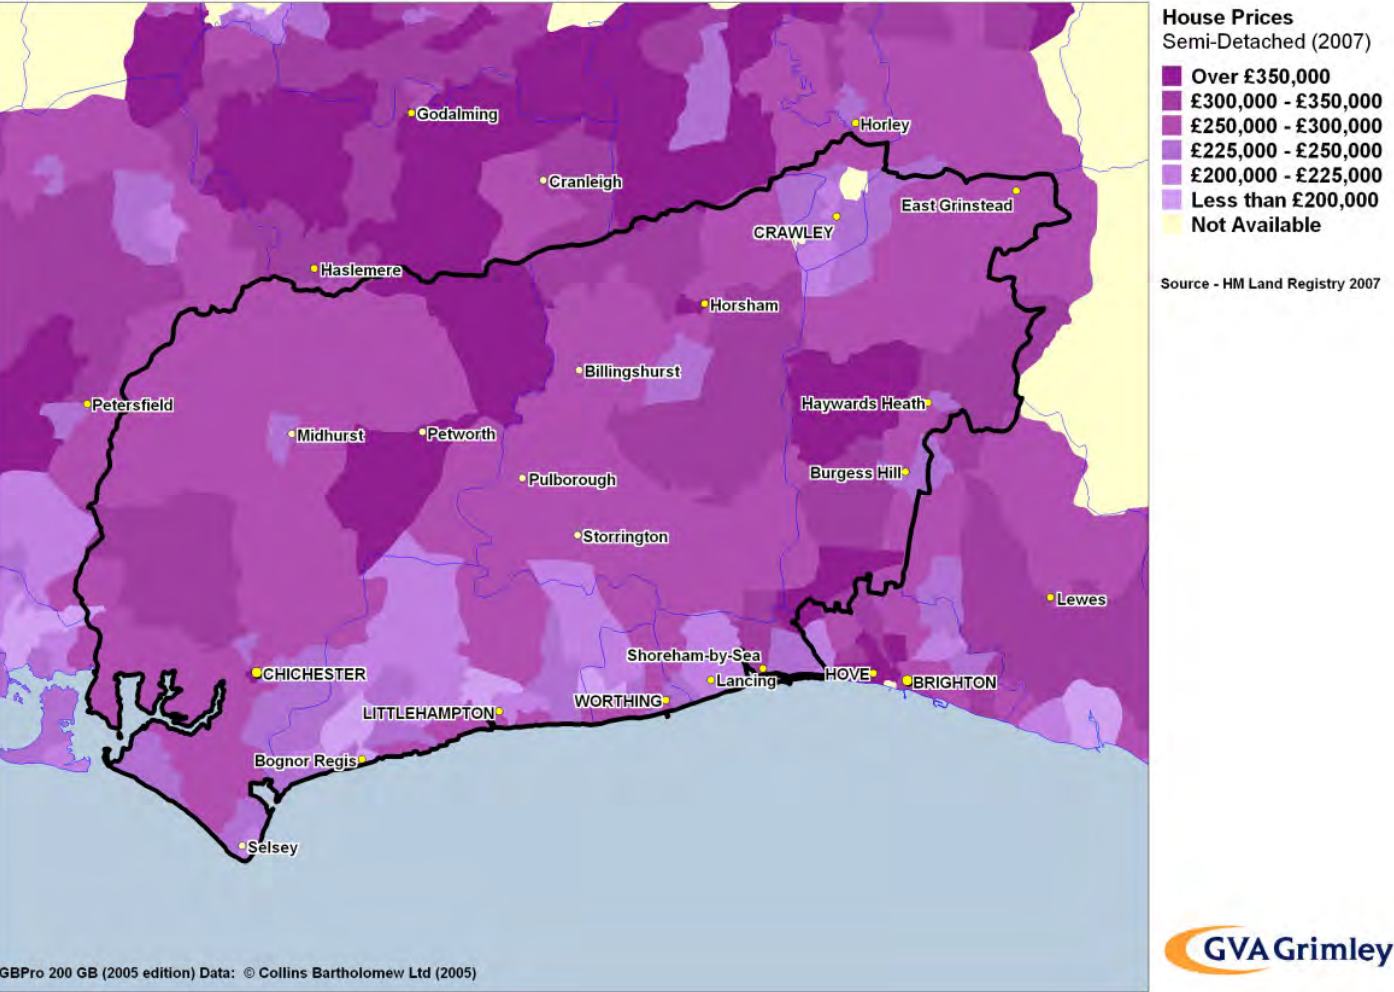 House Prices
Semi-Detached (2007)
Over £350,000
£300,000 - £350,000
£250,000 - £300,000
£225,000 - £250,000
£200,000 - £225,000
Less than £200,000
Not Available
Source - HM Land Registry 2007
Godalming
Horley
Cranleigh
East Grinstead
CRAWLEY
Haslemere
Horsham
Billingshurst
Petersfield
Haywards Heath
Midhurst
Petworth
Burgess Hill
Pulborough
Storrington
Lewes
Shoreham-by-Sea
CHICHESTER
Lancing
HOVE
BRIGHTON
WORTHING
LITTLEHAMPTON
Bognor Regis
Selsey
GVA Grimley
GBPro 200 GB (2005 edition) Data: © Collins Bartholomew Ltd (2005)